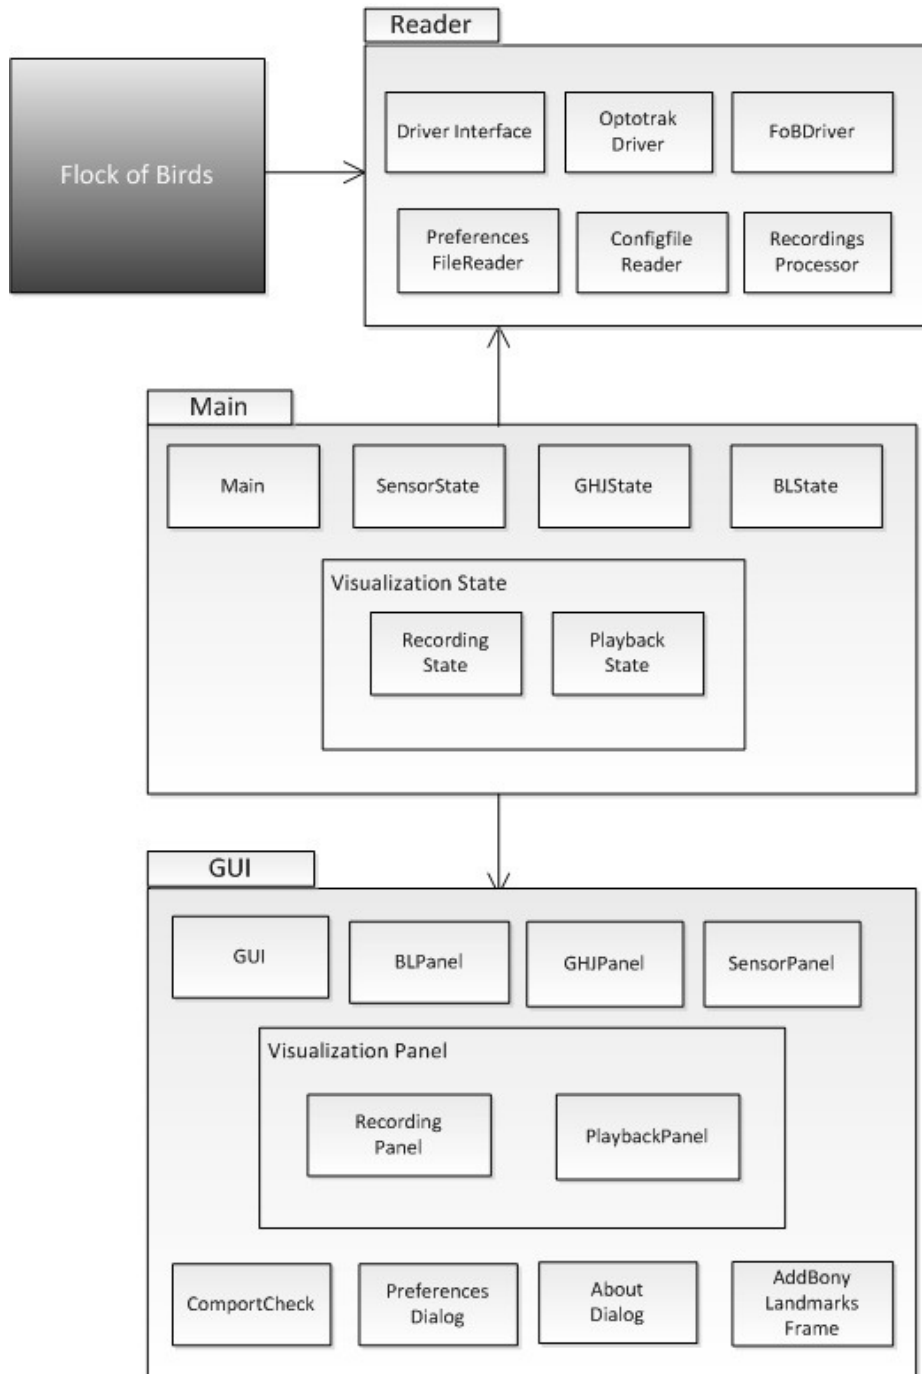 Reader
Flock of Birds
Driver Interface
Optotrak
Driver
FoBDriver
Preferences
FileReader
Configfile
Reader
Recordings
Processor
Main
Main
SensorState
GHJState
BLState
Visualization State
Recording
State
Playback
State
GUI
GUI
BLPanel
GHJPanel
SensorPanel
Visualization Panel
Recording
Panel
PlaybackPanel
ComportCheck
Preferences
Dialog
About
Dialog
AddBony
Landmarks
Frame